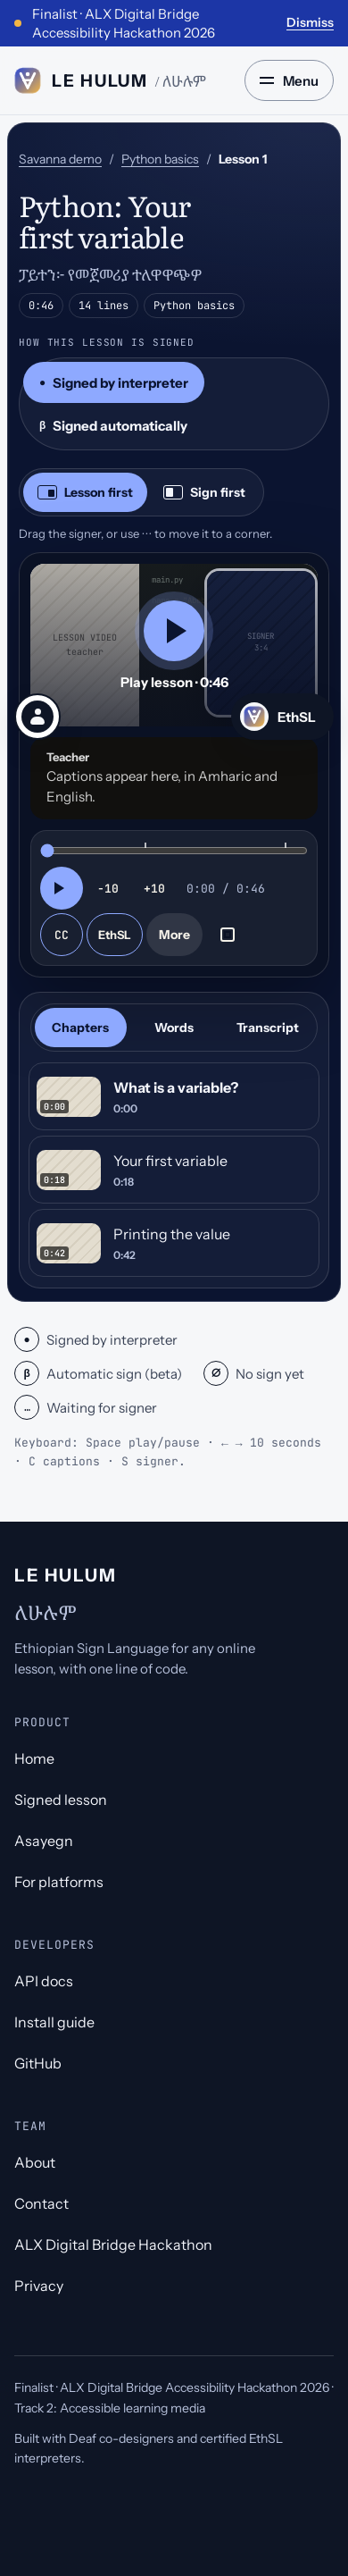 Finalist · ALX Digital Bridge
Accessibility Hackathon 2026
Dismiss
LE HULUM / ለሁሉም
Menu
Savanna demo / Python basics / Lesson 1
Python: Your
first variable
ፓይተን፡- የመጀመሪያ ተለዋዋጭዎ
0:46
14 lines
Python basics
HOW THIS LESSON IS SIGNED
● Signed by interpreter
β Signed automatically
Lesson first
Sign first
Drag the signer, or use ··· to move it to a corner.
main.py
LESSON VIDEO
teacher
SIGNER
3:4
Play lesson · 0:46
EthSL
Teacher
Captions appear here, in Amharic and
English.
-10
+10
0:00 / 0:46
CC
EthSL
More
Chapters
Words
Transcript
0:00
What is a variable?
0:00
0:18
Your first variable
0:18
0:42
Printing the value
0:42
● Signed by interpreter
β Automatic sign (beta)
∅ No sign yet
… Waiting for signer
Keyboard: Space play/pause · ← → 10 seconds
· C captions · S signer.
LE HULUM
ለሁሉም
Ethiopian Sign Language for any online
lesson, with one line of code.
PRODUCT
Home
Signed lesson
Asayegn
For platforms
DEVELOPERS
API docs
Install guide
GitHub
TEAM
About
Contact
ALX Digital Bridge Hackathon
Privacy
Finalist · ALX Digital Bridge Accessibility Hackathon 2026 ·
Track 2: Accessible learning media
Built with Deaf co-designers and certified EthSL
interpreters.